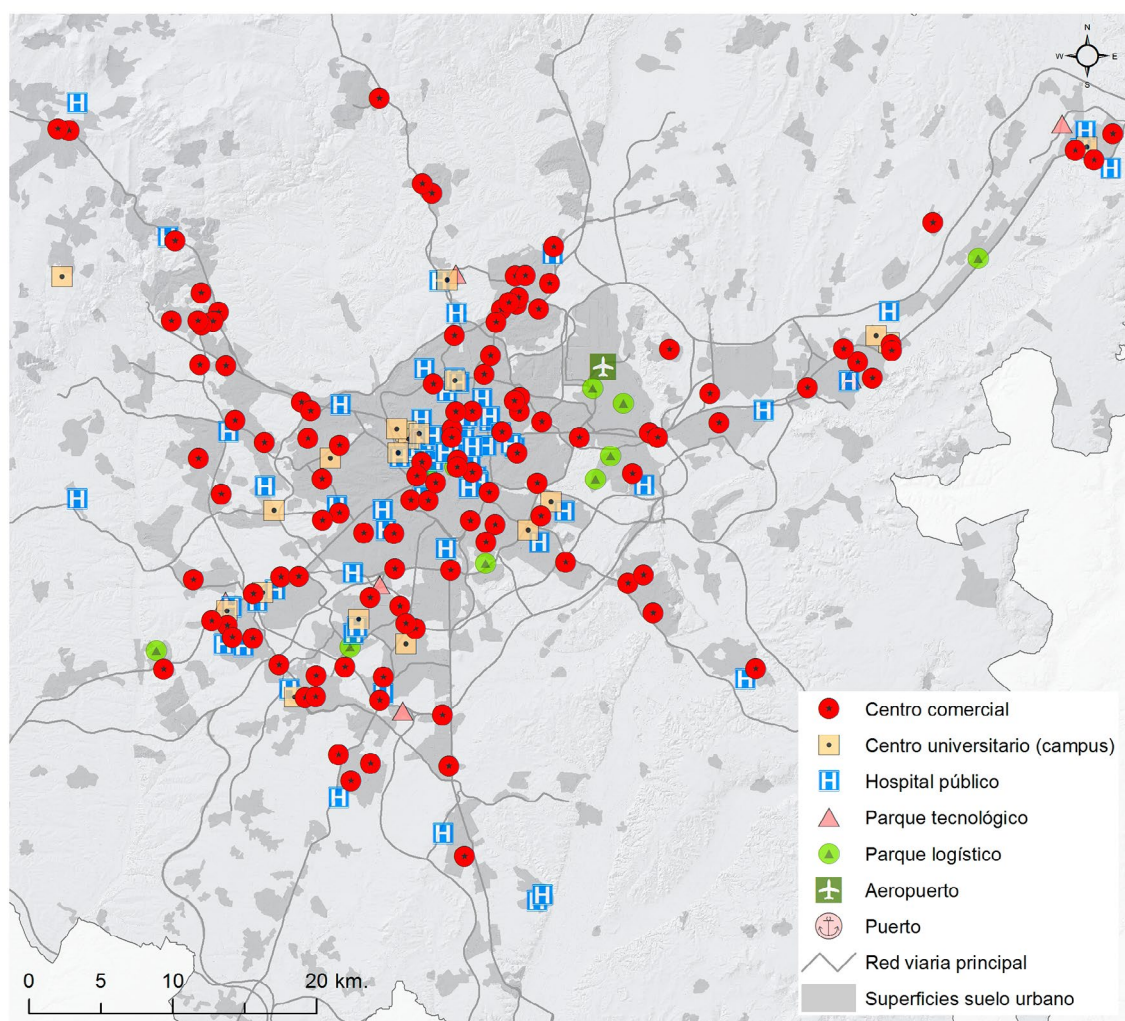 N
W E
S
Centro comercial
Centro universitario (campus)
Hospital público
Parque tecnológico
Parque logístico
Aeropuerto
Puerto
Red viaria principal
Superficies suelo urbano
0 5 10 20 km.